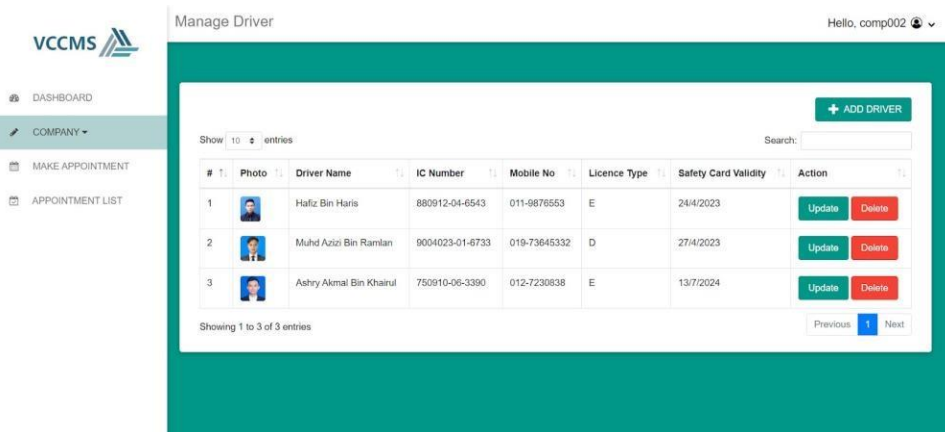 VCCMS
Manage Driver
Hello, comp002
DASHBOARD
COMPANY
MAKE APPOINTMENT
APPOINTMENT LIST
ADD DRIVER
Show 10 entries
Search:
# Photo Driver Name IC Number Mobile No Licence Type Safety Card Validity Action
1 Hafiz Bin Haris 880912-04-6543 011-9876553 E 24/4/2023 Update Delete
2 Muhd Azizi Bin Ramlan 9004023-01-6733 019-73645332 D 27/4/2023 Update Delete
3 Ashry Akmal Bin Khairul 750910-06-3390 012-7230838 E 13/7/2024 Update Delete
Showing 1 to 3 of 3 entries
Previous 1 Next